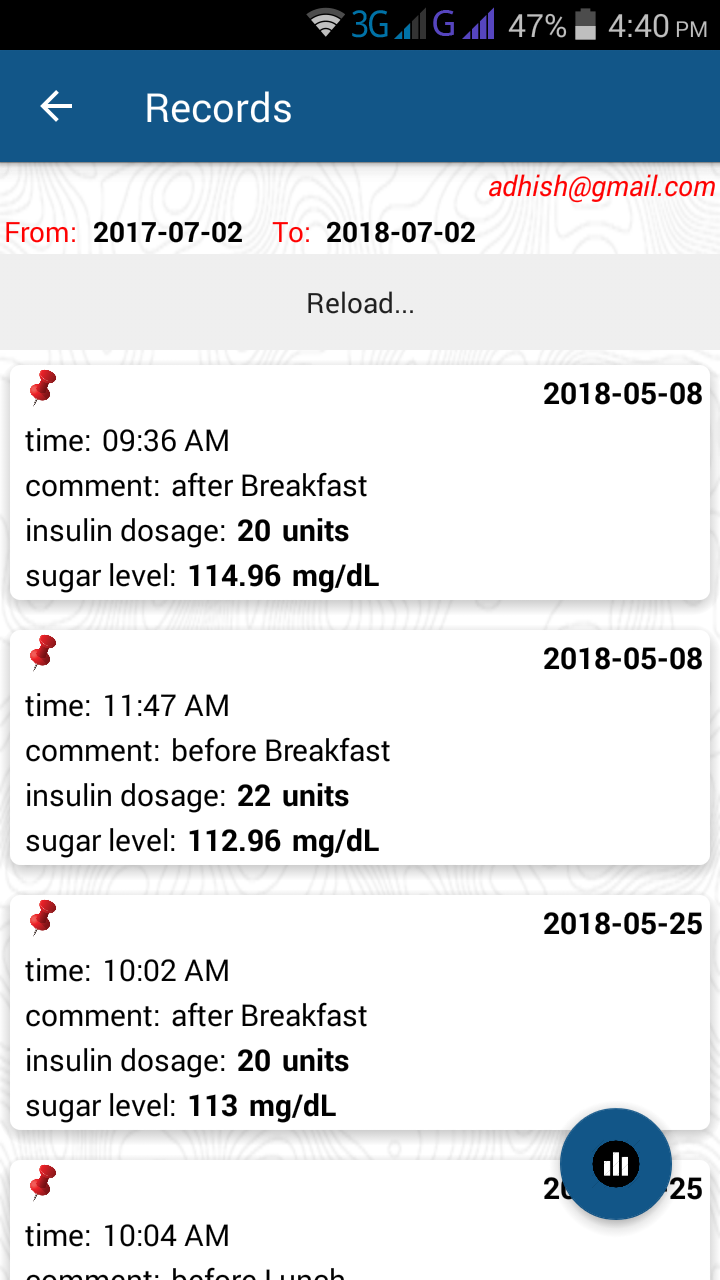 3G G 47% 4:40 PM
Records
adhish@gmail.com
From: 2017-07-02 To: 2018-07-02
Reload...
2018-05-08
time: 09:36 AM
comment: after Breakfast
insulin dosage: 20 units
sugar level: 114.96 mg/dL
2018-05-08
time: 11:47 AM
comment: before Breakfast
insulin dosage: 22 units
sugar level: 112.96 mg/dL
2018-05-25
time: 10:02 AM
comment: after Breakfast
insulin dosage: 20 units
sugar level: 113 mg/dL
time: 10:04 AM
comment: before Lunch